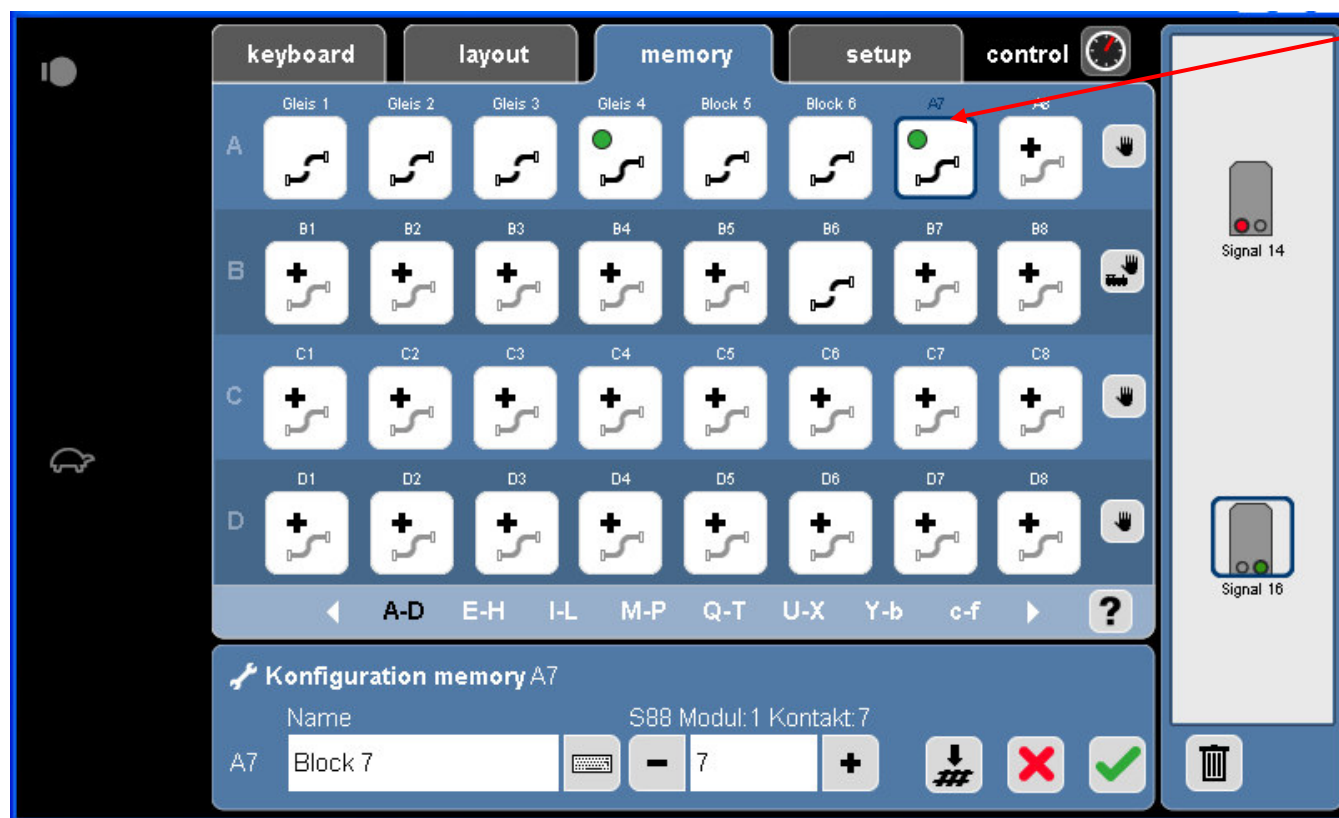 keyboard layout memory setup control
Gleis 1 Gleis 2 Gleis 3 Gleis 4 Block 5 Block 6 A7 A8
A
B1 B2 B3 B4 B5 B6 B7 B8
B
Signal 14
C1 C2 C3 C4 C5 C6 C7 C8
C
D1 D2 D3 D4 D5 D6 D7 D8
D
Signal 16
A-D E-H I-L M-P Q-T U-X Y-b c-f ?
Konfiguration memory A7
Name S88 Modul:1 Kontakt:7
A7 Block 7 7